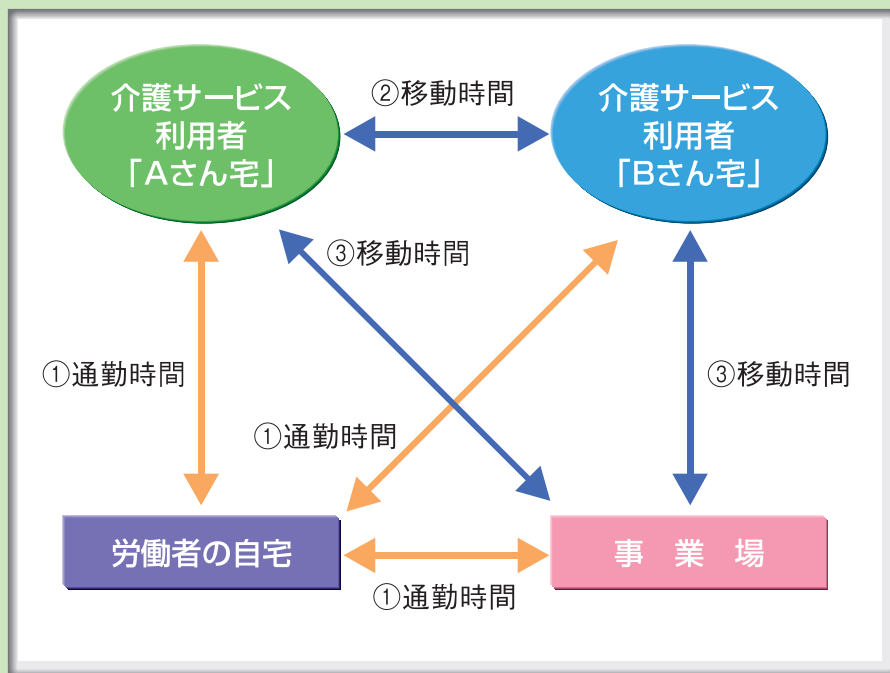 介護サービス
利用者
「Aさん宅」
②移動時間
介護サービス
利用者
「Bさん宅」
③移動時間
①通勤時間
③移動時間
①通勤時間
労働者の自宅
事　業　場
①通勤時間